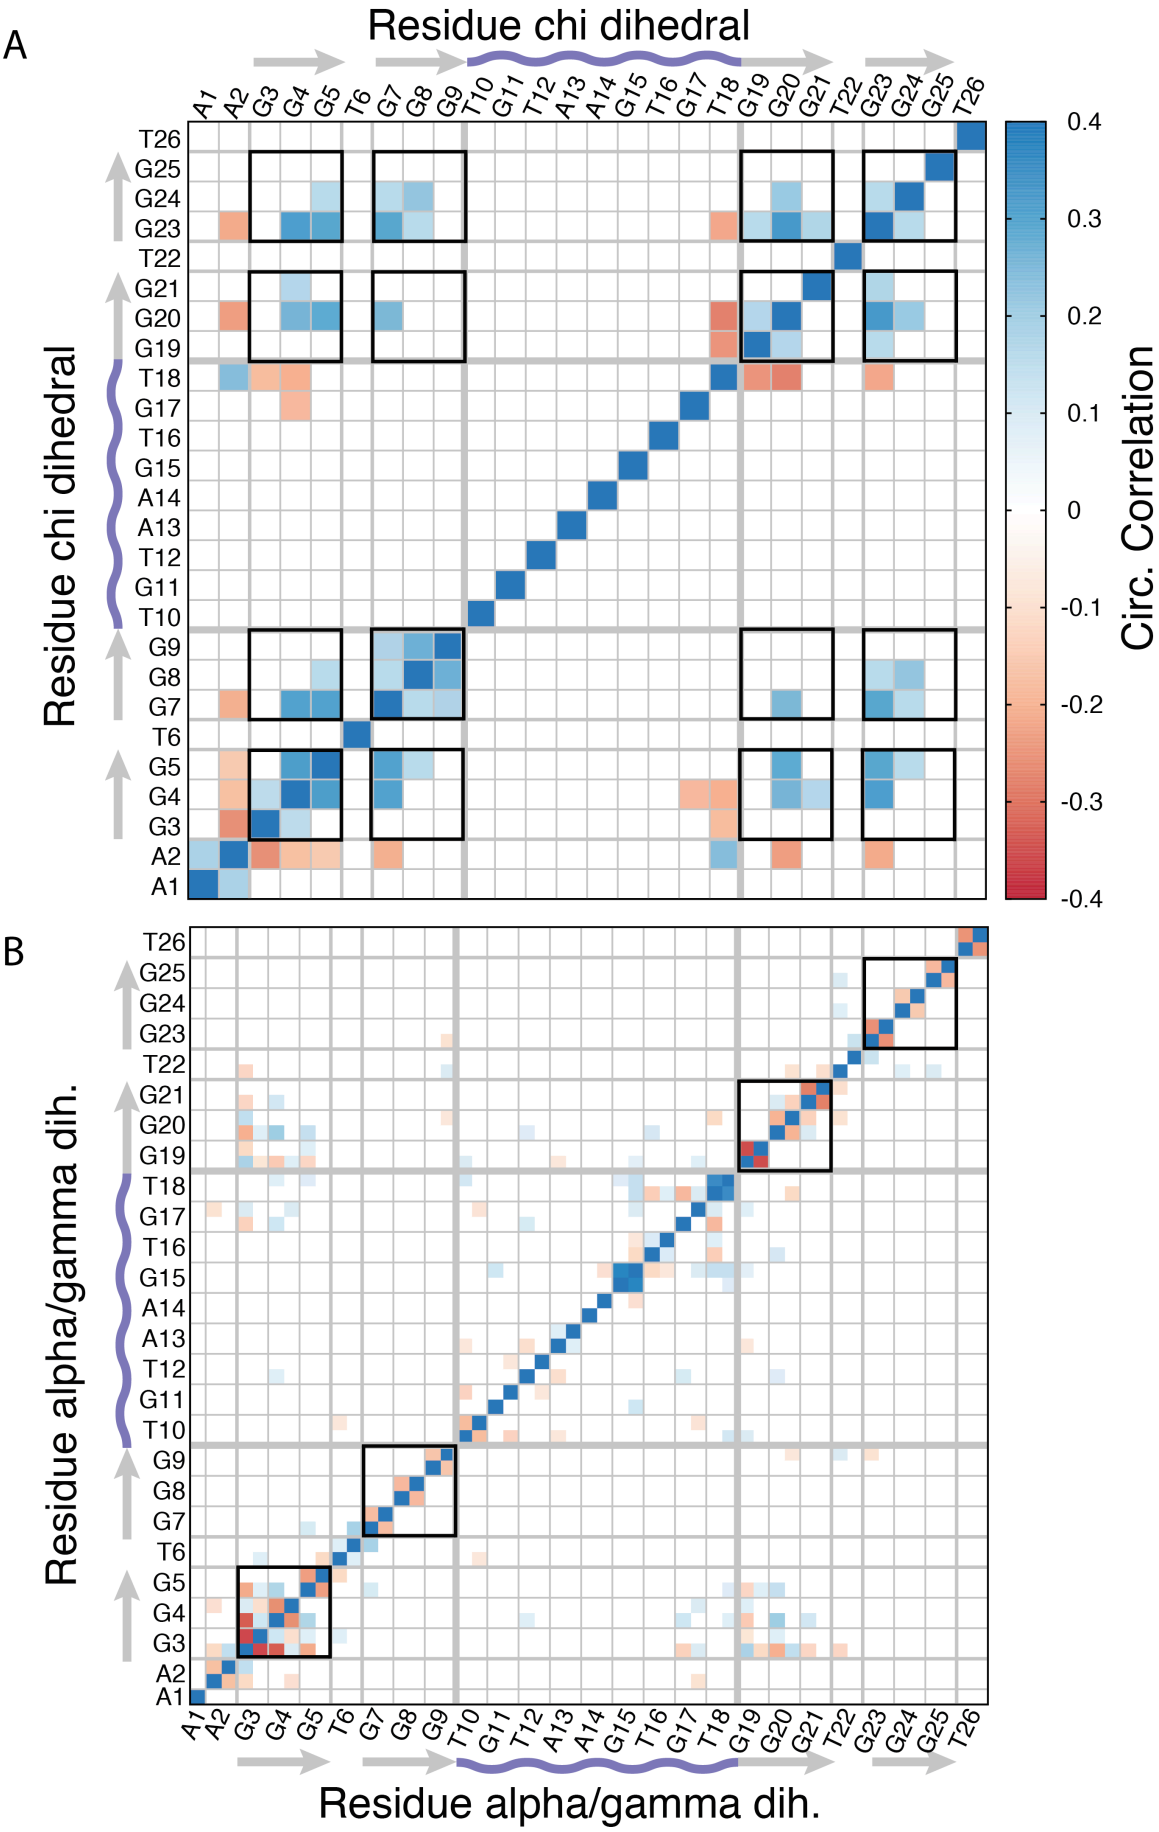 A
Residue chi dihedral
A1 A2 G3 G4 G5 T6 G7 G8 G9 T10 G11 T12 A13 A14 G15 T16 G17 T18 G19 G20 G21 T22 G23 G24 G25 T26
Residue chi dihedral
T26
G25
G24
G23
T22
G21
G20
G19
T18
G17
T16
G15
A14
A13
T12
G11
T10
G9
G8
G7
T6
G5
G4
G3
A2
A1
0.4
0.3
0.2
0.1
0
-0.1
-0.2
-0.3
-0.4
Circ. Correlation
B
Residue alpha/gamma dih.
T26
G25
G24
G23
T22
G21
G20
G19
T18
G17
T16
G15
A14
A13
T12
G11
T10
G9
G8
G7
T6
G5
G4
G3
A2
A1
A1 A2 G3 G4 G5 T6 G7 G8 G9 T10 G11 T12 A13 A14 G15 T16 G17 T18 G19 G20 G21 T22 G23 G24 G25 T26
Residue alpha/gamma dih.